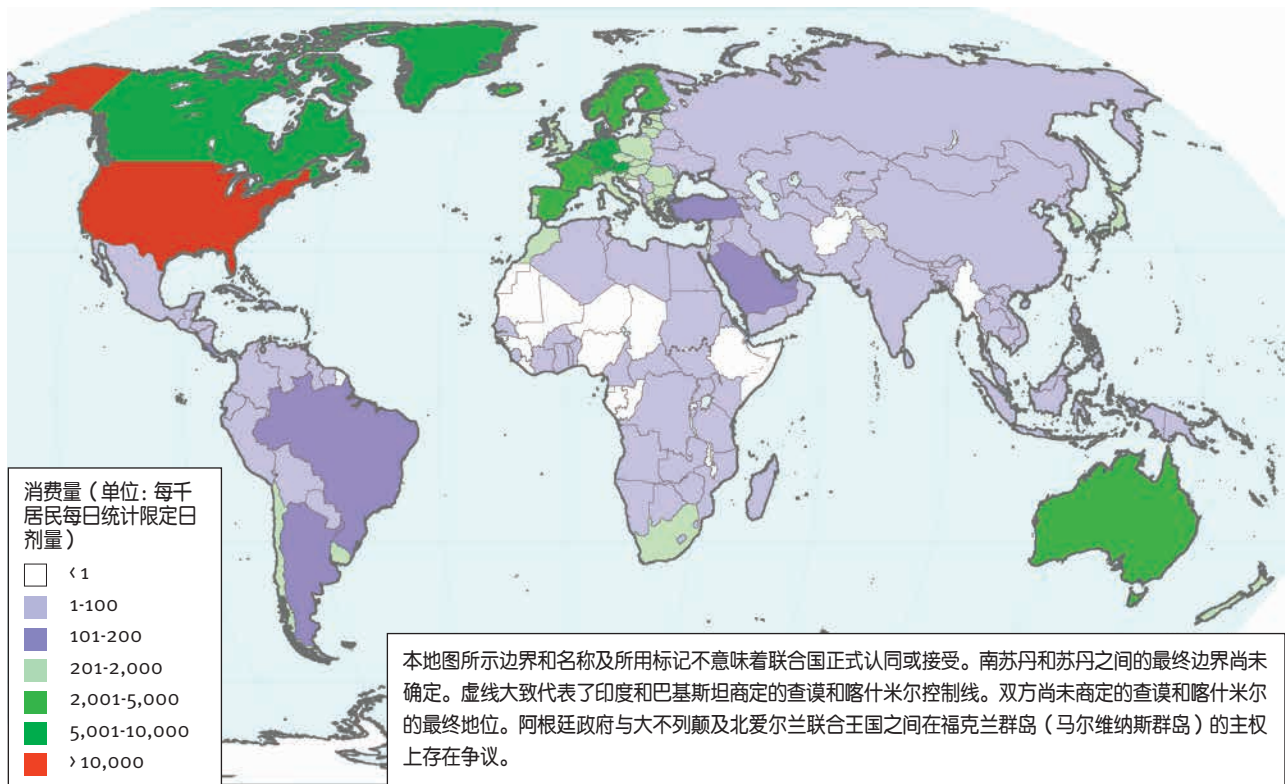 消费量（单位：每千
居民每日统计限定日
剂量）
‹ 1
1-100
101-200
201-2,000
2,001-5,000
5,001-10,000
› 10,000
本地图所示边界和名称及所用标记不意味着联合国正式认同或接受。南苏丹和苏丹之间的最终边界尚未
确定。虚线大致代表了印度和巴基斯坦商定的查谟和喀什米尔控制线。双方尚未商定的查谟和喀什米尔
的最终地位。阿根廷政府与大不列颠及北爱尔兰联合王国之间在福克兰群岛（马尔维纳斯群岛）的主权
上存在争议。